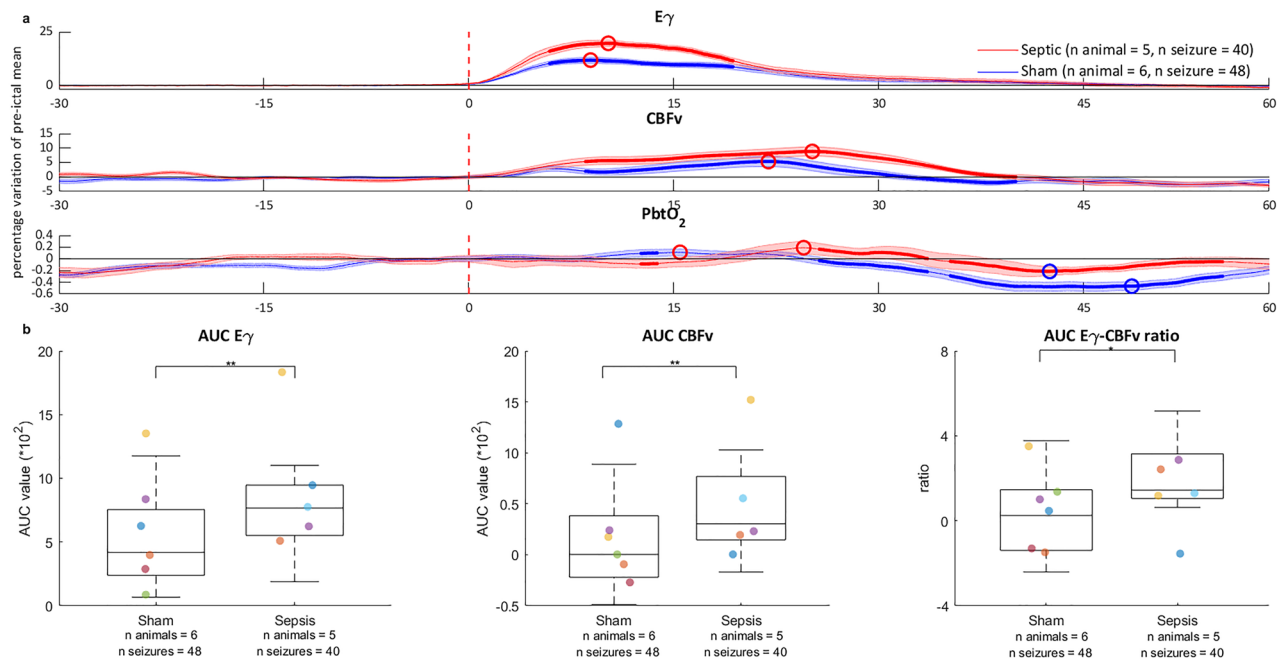 a
Eγ
percentage variation of pre-ictal mean
25
0
Septic (n animal = 5, n seizure = 40)
Sham (n animal = 6, n seizure = 48)
-30 -15 0 15 30 45 60
CBFv
15
10
5
0
-5
-30 -15 0 15 30 45 60
PbtO2
0.4
0.2
0
-0.2
-0.4
-0.6
-30 -15 0 15 30 45 60
b
AUC Eγ
20
15
10
5
0
AUC value (*10^2)
**
Sham Sepsis
n animals = 6 n animals = 5
n seizures = 48 n seizures = 40
AUC CBFv
20
15
10
0.5
0
-0.5
AUC value (*10^2)
**
Sham Sepsis
n animals = 6 n animals = 5
n seizures = 48 n seizures = 40
AUC Eγ-CBFv ratio
8
4
0
-4
ratio
*
Sham Sepsis
n animals = 6 n animals = 5
n seizures = 48 n seizures = 40